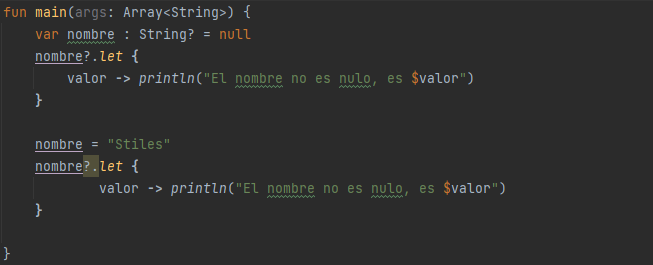 fun main(args: Array<String>) {
    var nombre : String? = null
    nombre?.let {
        valor -> println("El nombre no es nulo, es $valor")
    }

    nombre = "Stiles"
    nombre?.let {
            valor -> println("El nombre no es nulo, es $valor")
    }

}